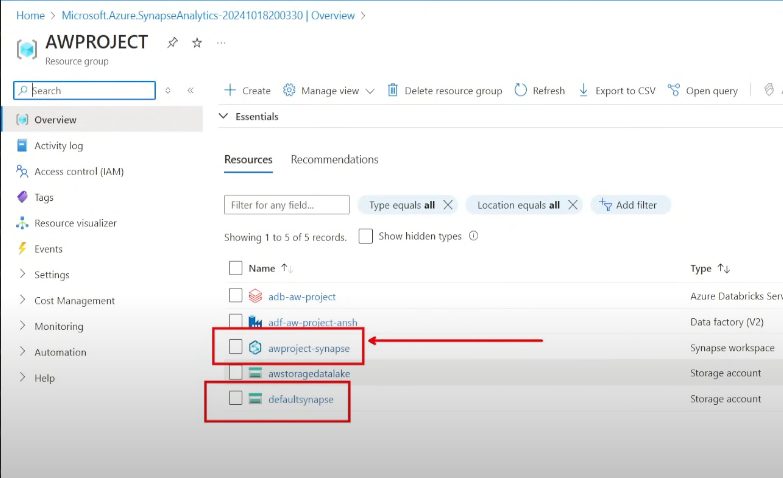 Home > Microsoft.Azure.SynapseAnalytics-20241018200330 | Overview >
AWPROJECT
Resource group
Search
Create Manage view Delete resource group Refresh Export to CSV Open query
Overview
Activity log
Access control (IAM)
Tags
Resource visualizer
Events
Settings
Cost Management
Monitoring
Automation
Help
Essentials
Resources Recommendations
Filter for any field... Type equals all Location equals all Add filter
Showing 1 to 5 of 5 records. Show hidden types
Name Type
adb-aw-project Azure Databricks Serv
adf-aw-project-ansh Data factory (V2)
awproject-synapse Synapse workspace
awstoragedatalake Storage account
defaultsynapse Storage account